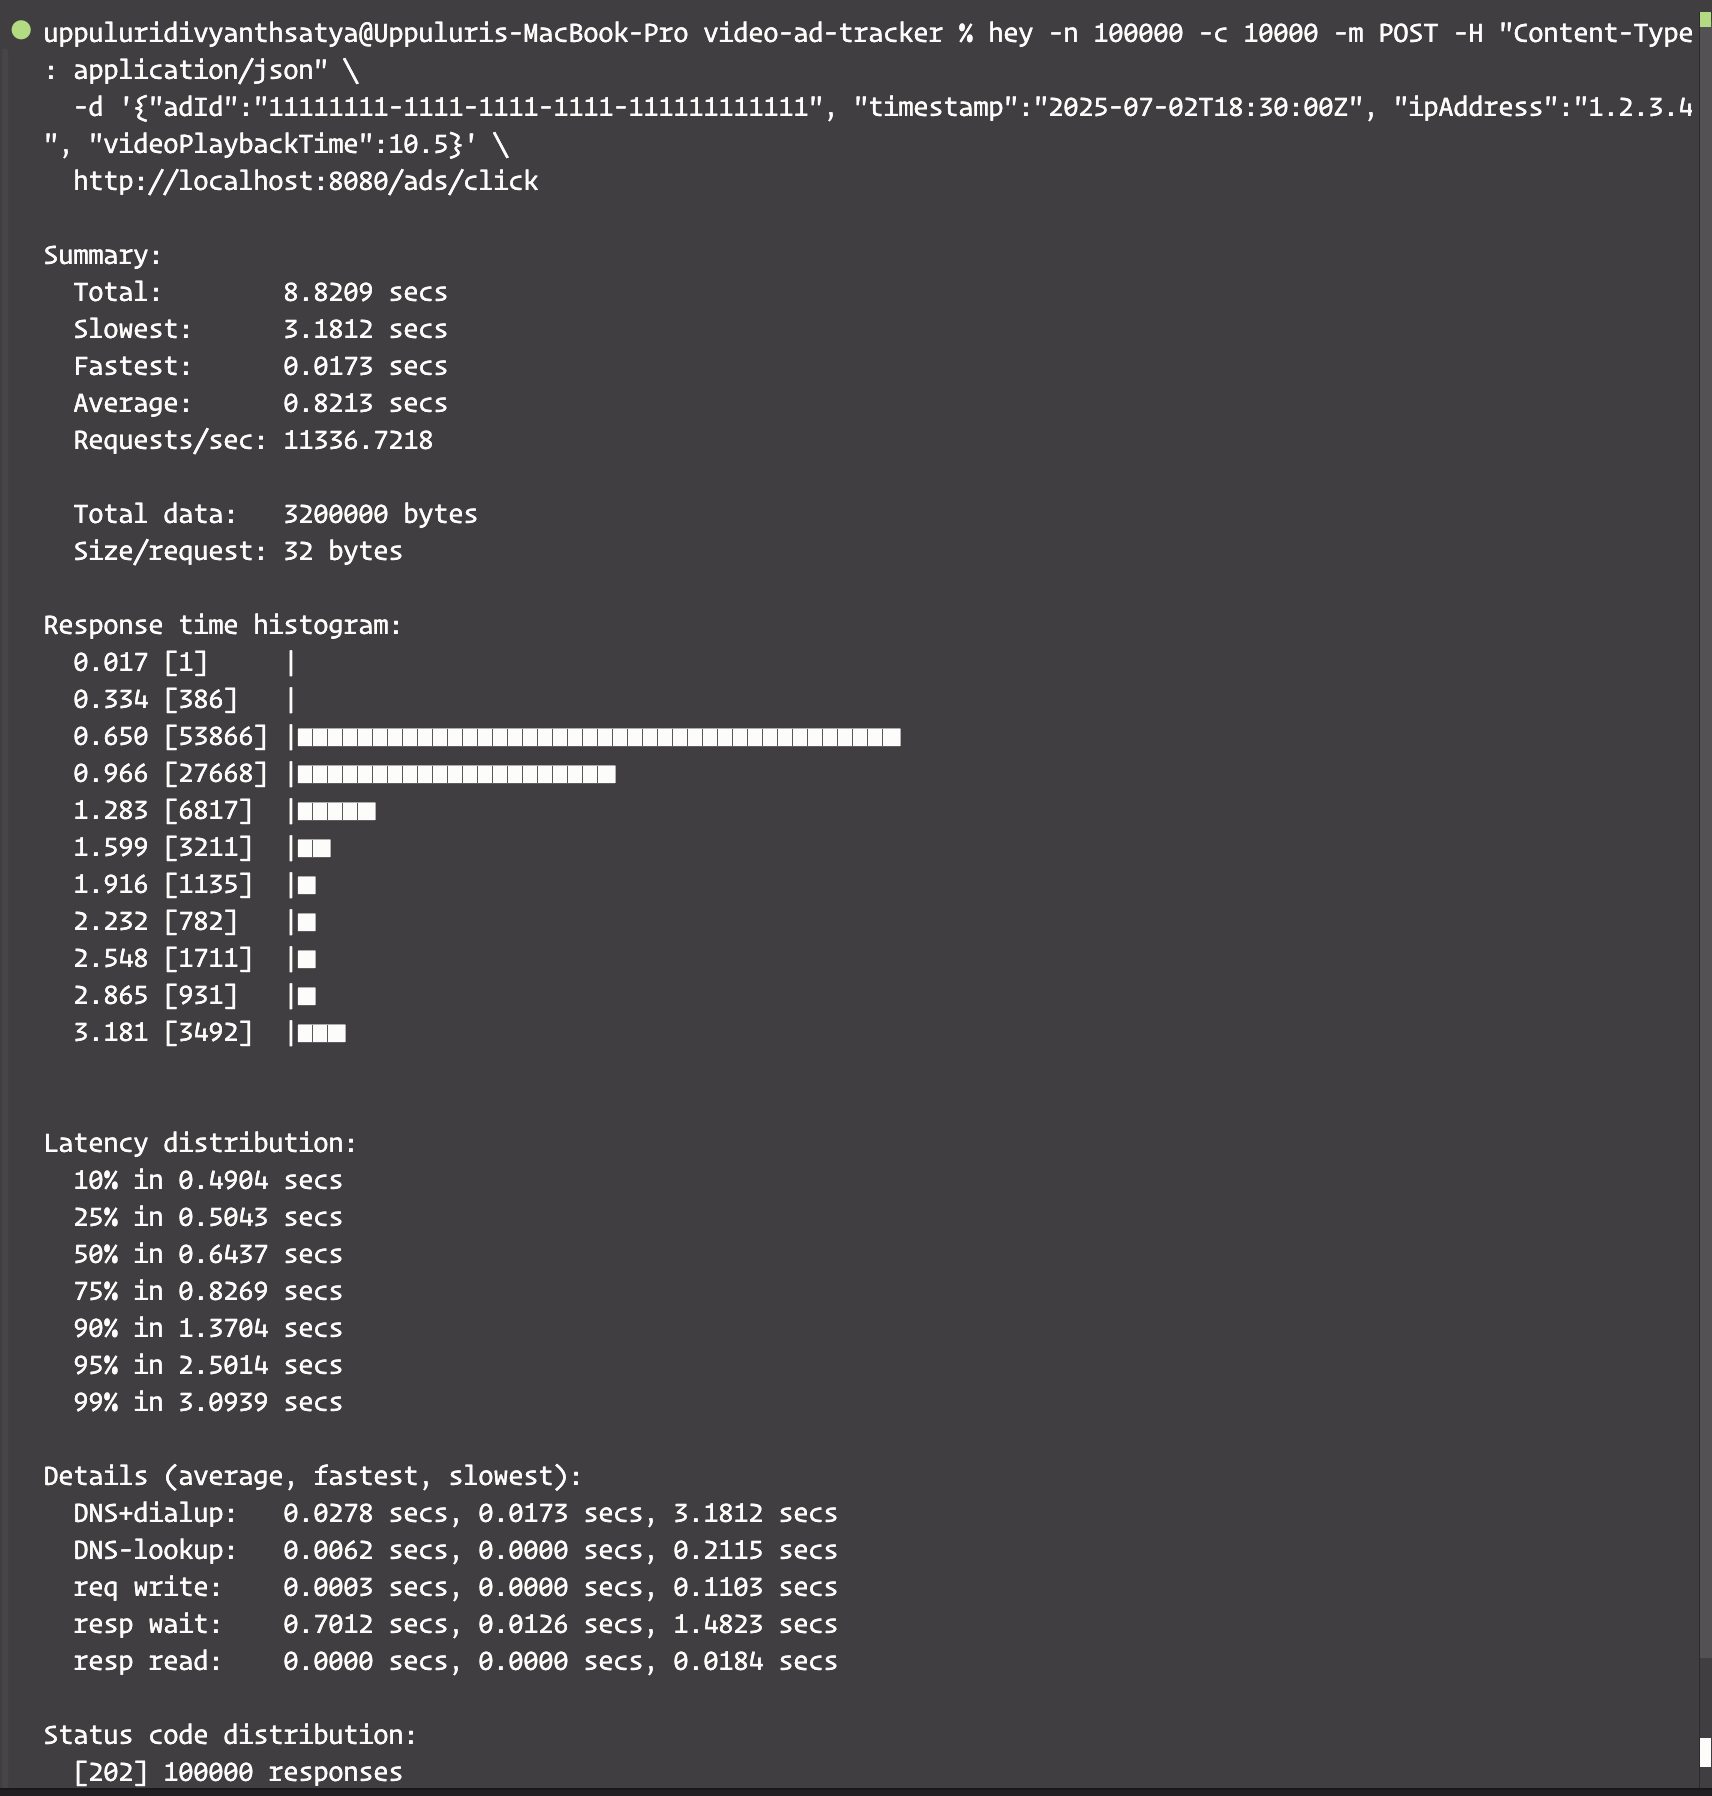 uppuluridivyanthsatya@Uppuluris-MacBook-Pro video-ad-tracker % hey -n 100000 -c 10000 -m POST -H "Content-Type
: application/json" \
-d '{"adId":"11111111-1111-1111-1111-111111111111", "timestamp":"2025-07-02T18:30:00Z", "ipAddress":"1.2.3.4
", "videoPlaybackTime":10.5}' \
http://localhost:8080/ads/click
Summary:
Total: 8.8209 secs
Slowest: 3.1812 secs
Fastest: 0.0173 secs
Average: 0.8213 secs
Requests/sec: 11336.7218
Total data: 3200000 bytes
Size/request: 32 bytes
Response time histogram:
0.017 [1] |
0.334 [386] |
0.650 [53866] |■■■■■■■■■■■■■■■■■■■■■■■■■■■■■■■■■■■■■■■■
0.966 [27668] |■■■■■■■■■■■■■■■■■■■■■
1.283 [6817] |■■■■■
1.599 [3211] |■■
1.916 [1135] |■
2.232 [782] |■
2.548 [1711] |■
2.865 [931] |■
3.181 [3492] |■■■
Latency distribution:
10% in 0.4904 secs
25% in 0.5043 secs
50% in 0.6437 secs
75% in 0.8269 secs
90% in 1.3704 secs
95% in 2.5014 secs
99% in 3.0939 secs
Details (average, fastest, slowest):
DNS+dialup: 0.0278 secs, 0.0173 secs, 3.1812 secs
DNS-lookup: 0.0062 secs, 0.0000 secs, 0.2115 secs
req write: 0.0003 secs, 0.0000 secs, 0.1103 secs
resp wait: 0.7012 secs, 0.0126 secs, 1.4823 secs
resp read: 0.0000 secs, 0.0000 secs, 0.0184 secs
Status code distribution:
[202] 100000 responses